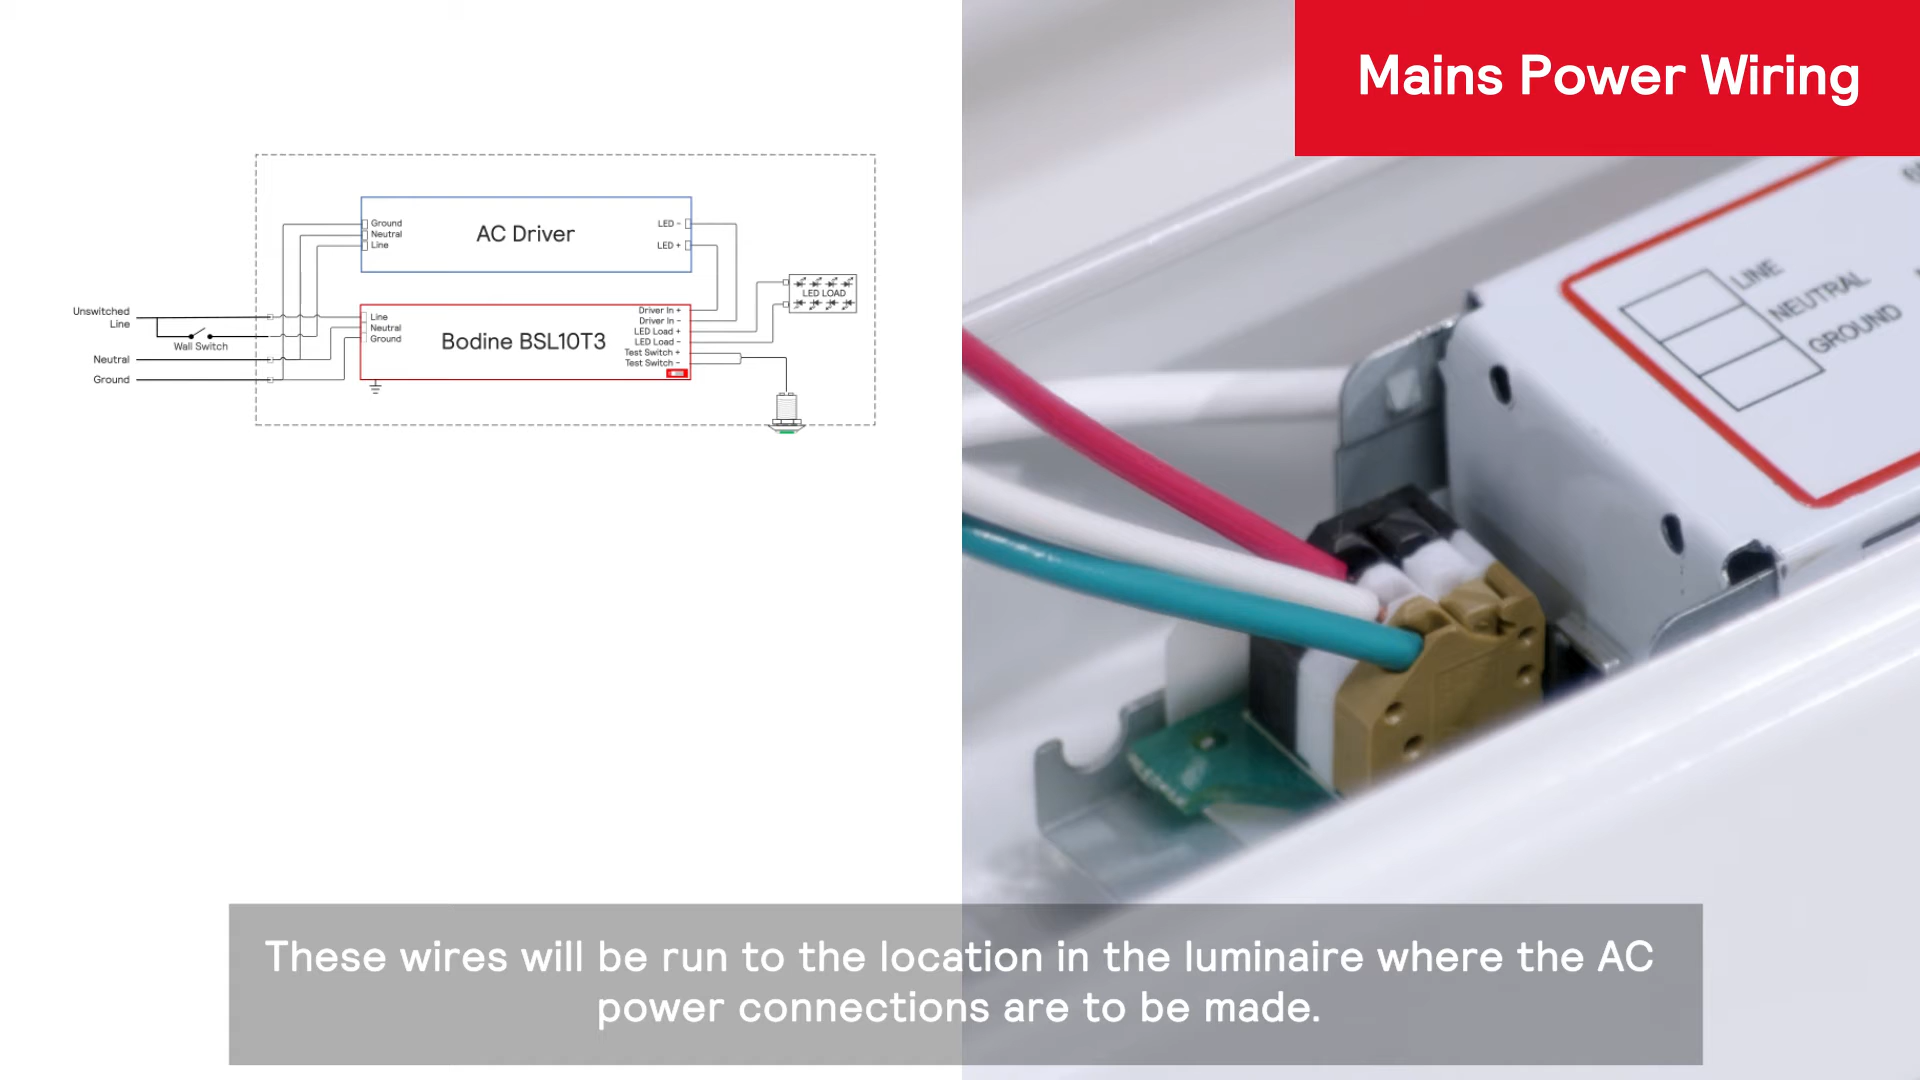 Mains Power Wiring
Ground
Neutral
Line
AC Driver
LED -
LED +
Unswitched
Line
Wall Switch
Neutral
Ground
Line
Neutral
Ground
Bodine BSL10T3
Driver In +
Driver In -
LED Load +
LED Load -
Test Switch +
Test Switch -
LED LOAD
LINE
NEUTRAL
GROUND
These wires will be run to the location in the luminaire where the AC
power connections are to be made.